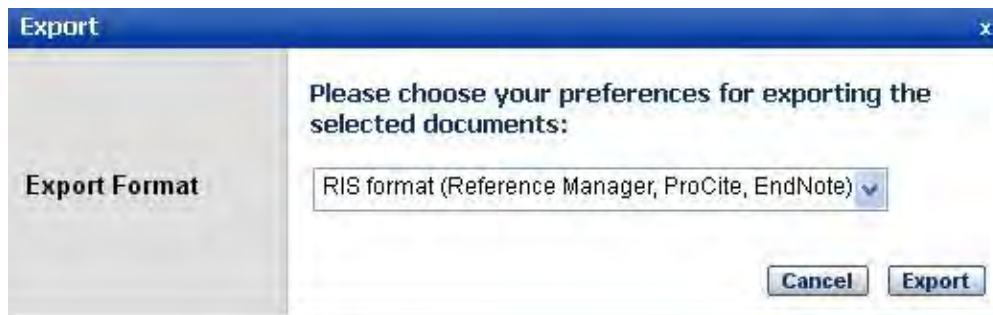 Export x
Please choose your preferences for exporting the
selected documents:
Export Format
RIS format (Reference Manager, ProCite, EndNote)
Cancel Export